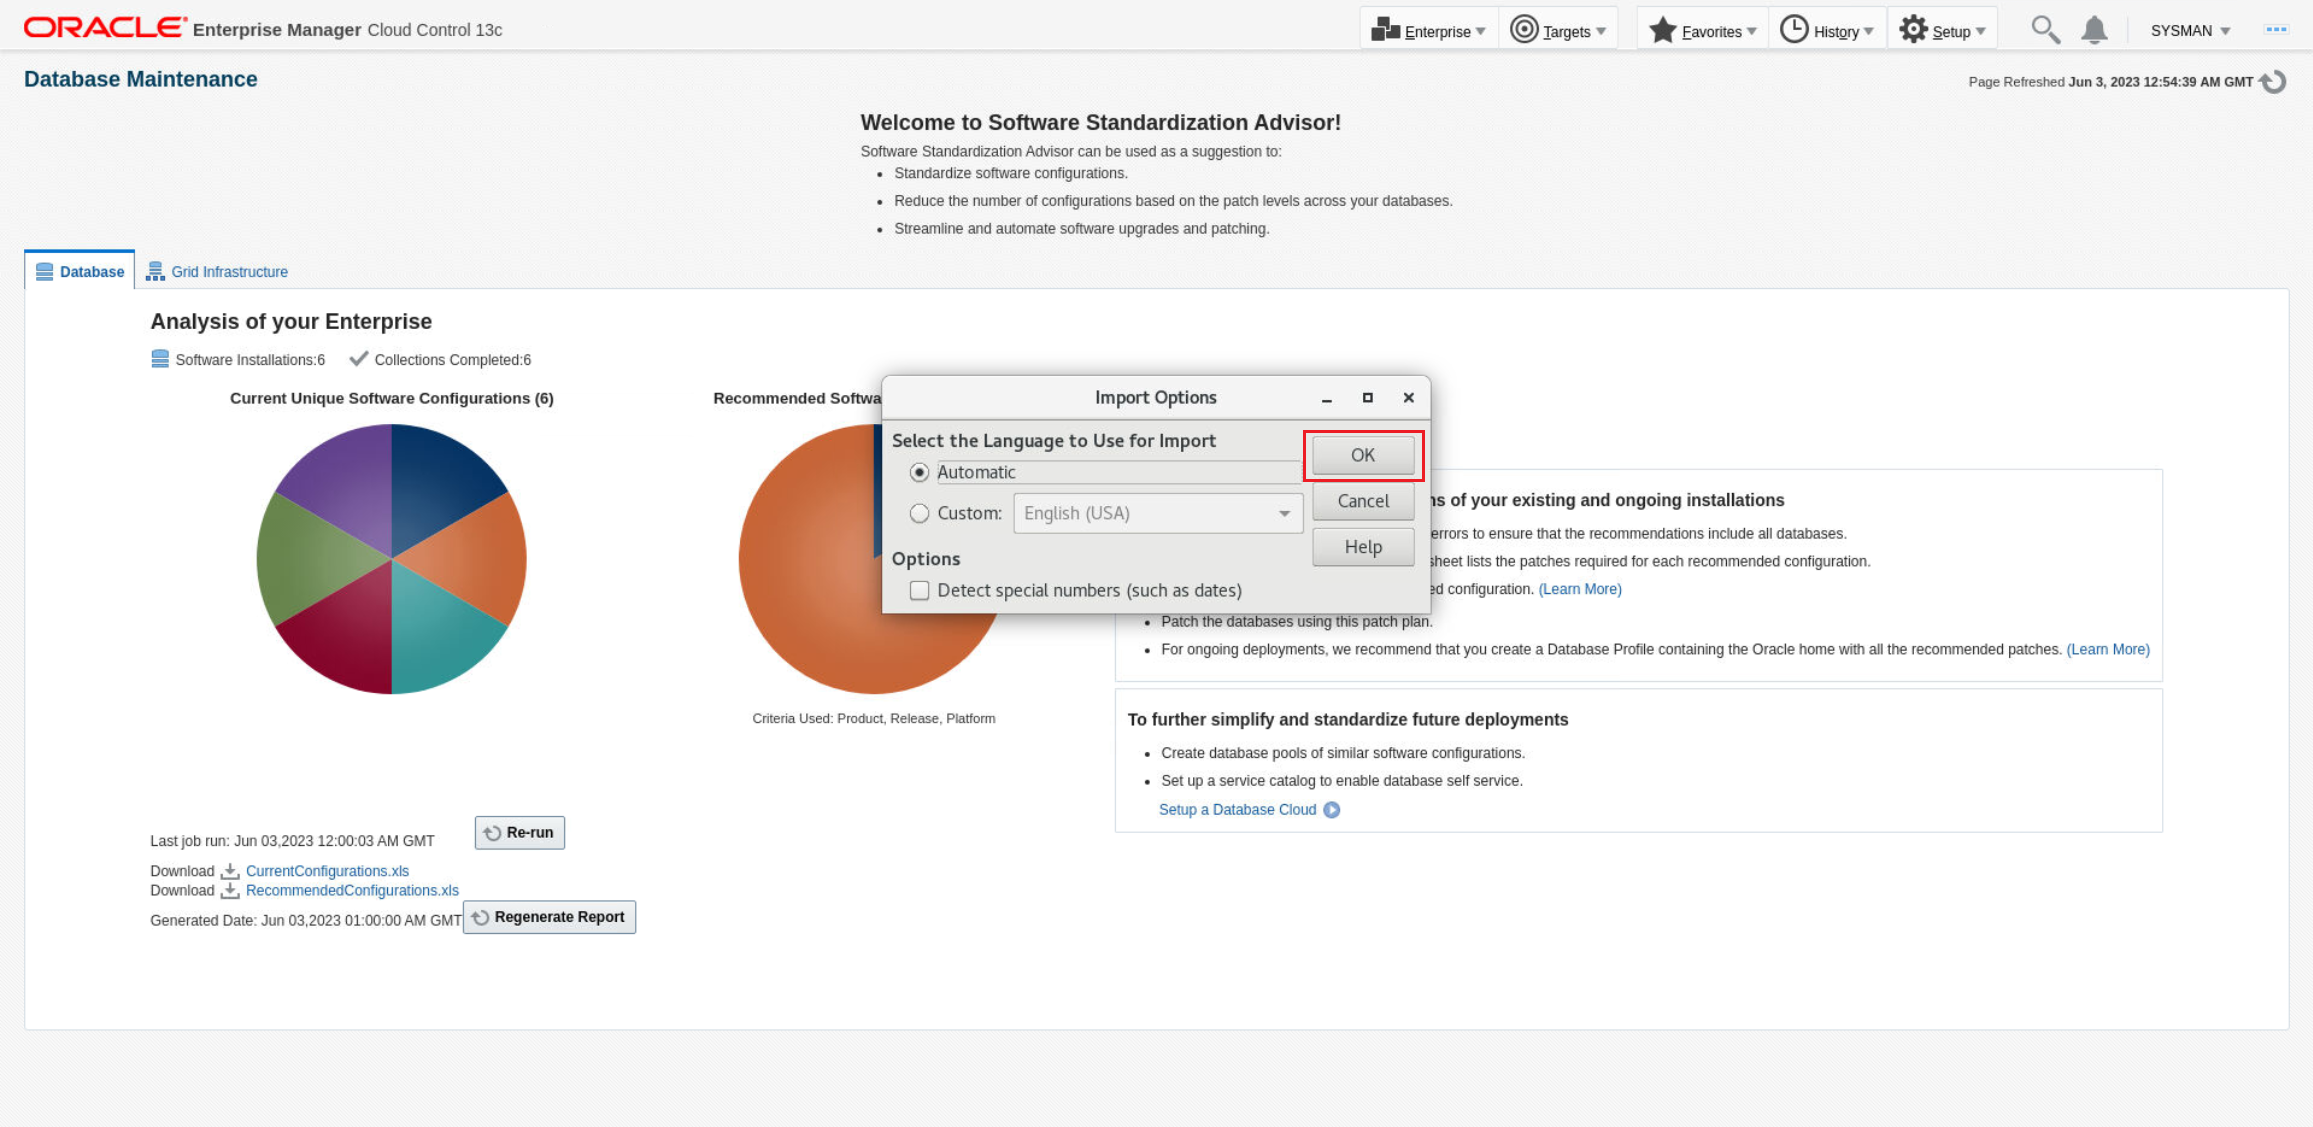 ORACLE Enterprise Manager Cloud Control 13c
Enterprise Targets Favorites History Setup SYSMAN
Database Maintenance
Page Refreshed Jun 3, 2023 12:54:39 AM GMT
Welcome to Software Standardization Advisor!
Software Standardization Advisor can be used as a suggestion to:
Standardize software configurations.
Reduce the number of configurations based on the patch levels across your databases.
Streamline and automate software upgrades and patching.
Database Grid Infrastructure
Analysis of your Enterprise
Software Installations:6 Collections Completed:6
Current Unique Software Configurations (6)
Recommended
Criteria Used: Product, Release, Platform
Import Options
Select the Language to Use for Import
Automatic
Custom: English (USA)
Options
Detect special numbers (such as dates)
OK
Cancel
Help
of your existing and ongoing installations
errors to ensure that the recommendations include all databases.
lists the patches required for each recommended configuration.
configuration. (Learn More)
Patch the databases using this patch plan.
For ongoing deployments, we recommend that you create a Database Profile containing the Oracle home with all the recommended patches. (Learn More)
To further simplify and standardize future deployments
Create database pools of similar software configurations.
Set up a service catalog to enable database self service.
Setup a Database Cloud
Last job run: Jun 03,2023 12:00:03 AM GMT Re-run
Download CurrentConfigurations.xls
Download RecommendedConfigurations.xls
Generated Date: Jun 03,2023 01:00:00 AM GMT Regenerate Report